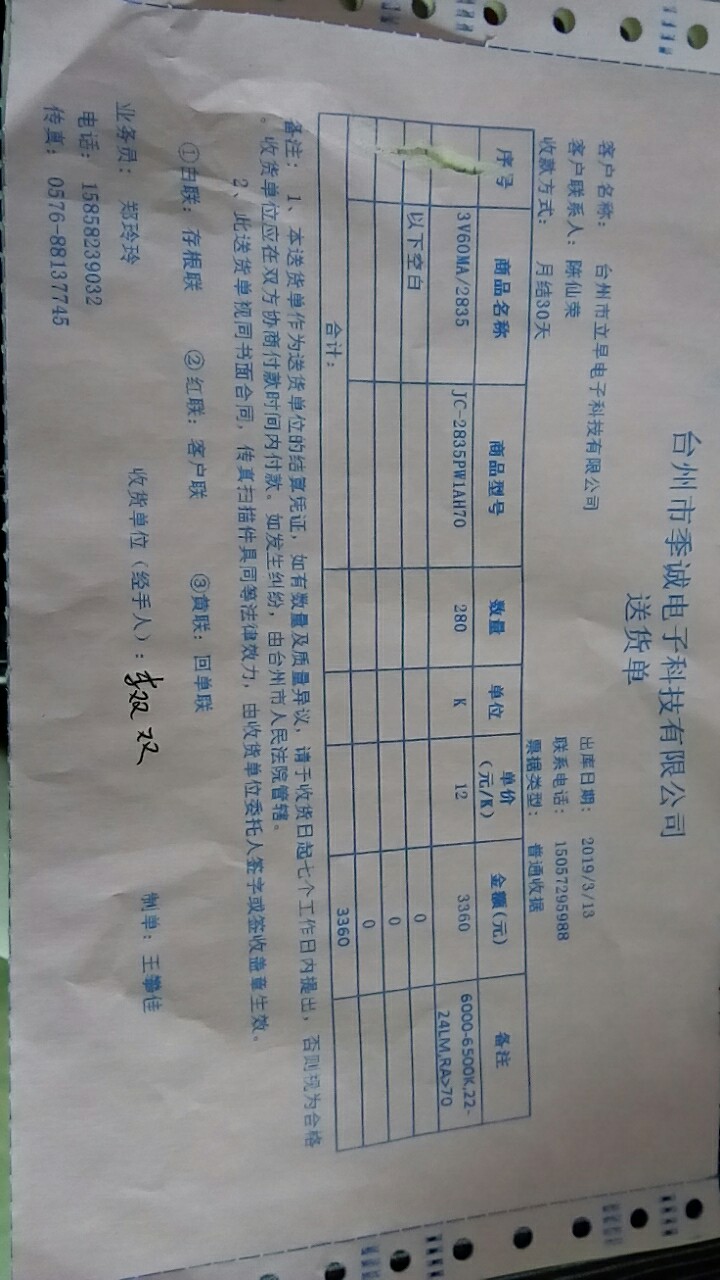 台州市季诚电子科技有限公司
送货单
客户名称： 台州市立早电子科技有限公司 出库日期： 2019/3/13
客户联系人： 陈仙荣 联系电话： 15057295988
收款方式： 月结30天 票据类型： 普通收据
序号 商品名称 商品型号 数量 单位 单价(元/K) 金额(元) 备注
3V60MA/2835 JC-2835PW1AH70 280 K 12 3360 6000-6500K,22-24LM,RA>70
以下空白 0
0
0
合计： 3360
备注： 1、本送货单作为送货单位的结算凭证，如有数量及质量异议，请于收货日起七个工作日内提出，否则视为合格
。收货单位应在双方协商付款时间内付款。如发生纠纷，由台州市人民法院管辖。
2、此送货单视同书面合同，传真扫描件具同等法律效力，由收货单位委托人签字或签收盖章生效。
①白联：存根联 ②红联：客户联 ③黄联：回单联
业务员： 郑玲玲 收货单位（经手人）： 李双双 制单：王馨佳
电话： 15858239032
传真： 0576-88137745